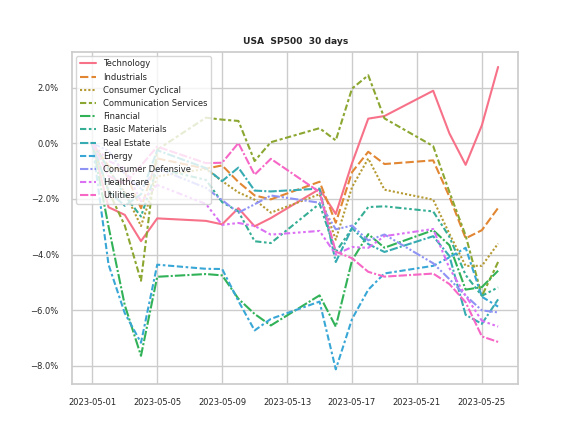 USA SP500 30 days
Technology
Industrials
Consumer Cyclical
Communication Services
Financial
Basic Materials
Real Estate
Energy
Consumer Defensive
Healthcare
Utilities
2.0%
0.0%
−2.0%
−4.0%
−6.0%
−8.0%
2023-05-01 2023-05-05 2023-05-09 2023-05-13 2023-05-17 2023-05-21 2023-05-25